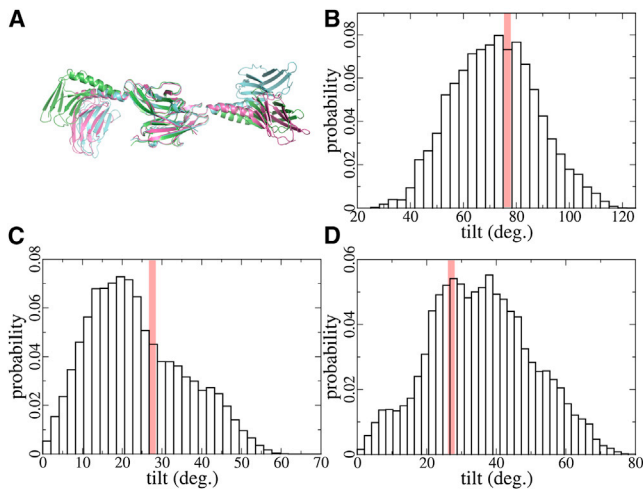 A
B
probability
0 0.02 0.04 0.06 0.08
20 40 60 80 100 120
tilt (deg.)
C
probability
0 0.02 0.04 0.06 0.08
0 10 20 30 40 50 60 70
tilt (deg.)
D
probability
0 0.02 0.04 0.06
0 20 40 60 80
tilt (deg.)